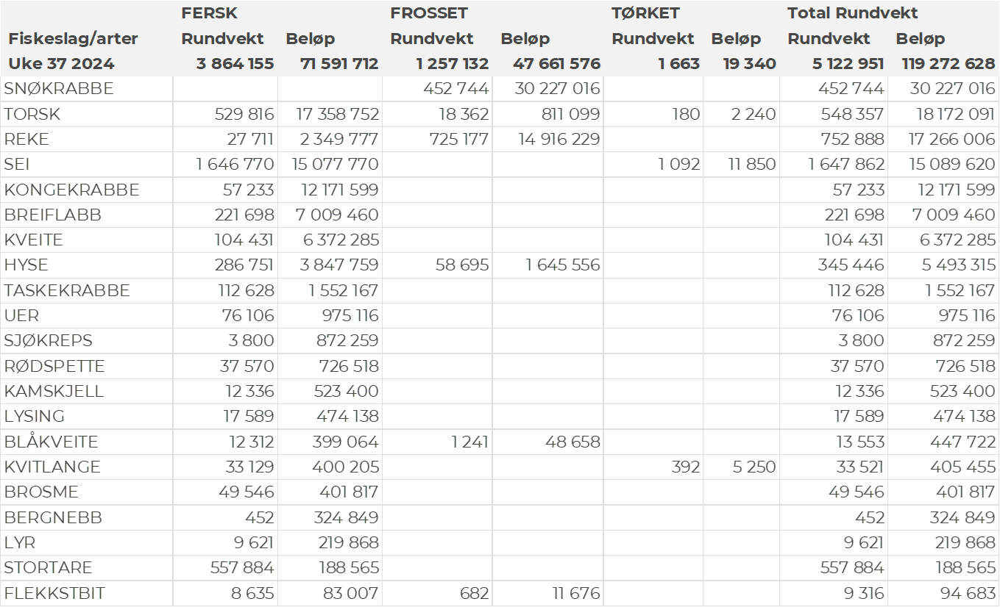 FERSK FROSSET TØRKET Total Rundvekt
Fiskeslag/arter Rundvekt Beløp Rundvekt Beløp Rundvekt Beløp Rundvekt Beløp
Uke 37 2024 3 864 155 71 591 712 1 257 132 47 661 576 1 663 19 340 5 122 951 119 272 628
SNØKRABBE 452 744 30 227 016 452 744 30 227 016
TORSK 529 816 17 358 752 18 362 811 099 180 2 240 548 357 18 172 091
REKE 27 711 2 349 777 725 177 14 916 229 752 888 17 266 006
SEI 1 646 770 15 077 770 1 092 11 850 1 647 862 15 089 620
KONGEKRABBE 57 233 12 171 599 57 233 12 171 599
BREIFLABB 221 698 7 009 460 221 698 7 009 460
KVEITE 104 431 6 372 285 104 431 6 372 285
HYSE 286 751 3 847 759 58 695 1 645 556 345 446 5 493 315
TASKEKRABBE 112 628 1 552 167 112 628 1 552 167
UER 76 106 975 116 76 106 975 116
SJØKREPS 3 800 872 259 3 800 872 259
RØDSPETTE 37 570 726 518 37 570 726 518
KAMSKJELL 12 336 523 400 12 336 523 400
LYSING 17 589 474 138 17 589 474 138
BLÅKVEITE 12 312 399 064 1 241 48 658 13 553 447 722
KVITLANGE 33 129 400 205 392 5 250 33 521 405 455
BROSME 49 546 401 817 49 546 401 817
BERGNEBB 452 324 849 452 324 849
LYR 9 621 219 868 9 621 219 868
STORTARE 557 884 188 565 557 884 188 565
FLEKKSTBIT 8 635 83 007 682 11 676 9 316 94 683